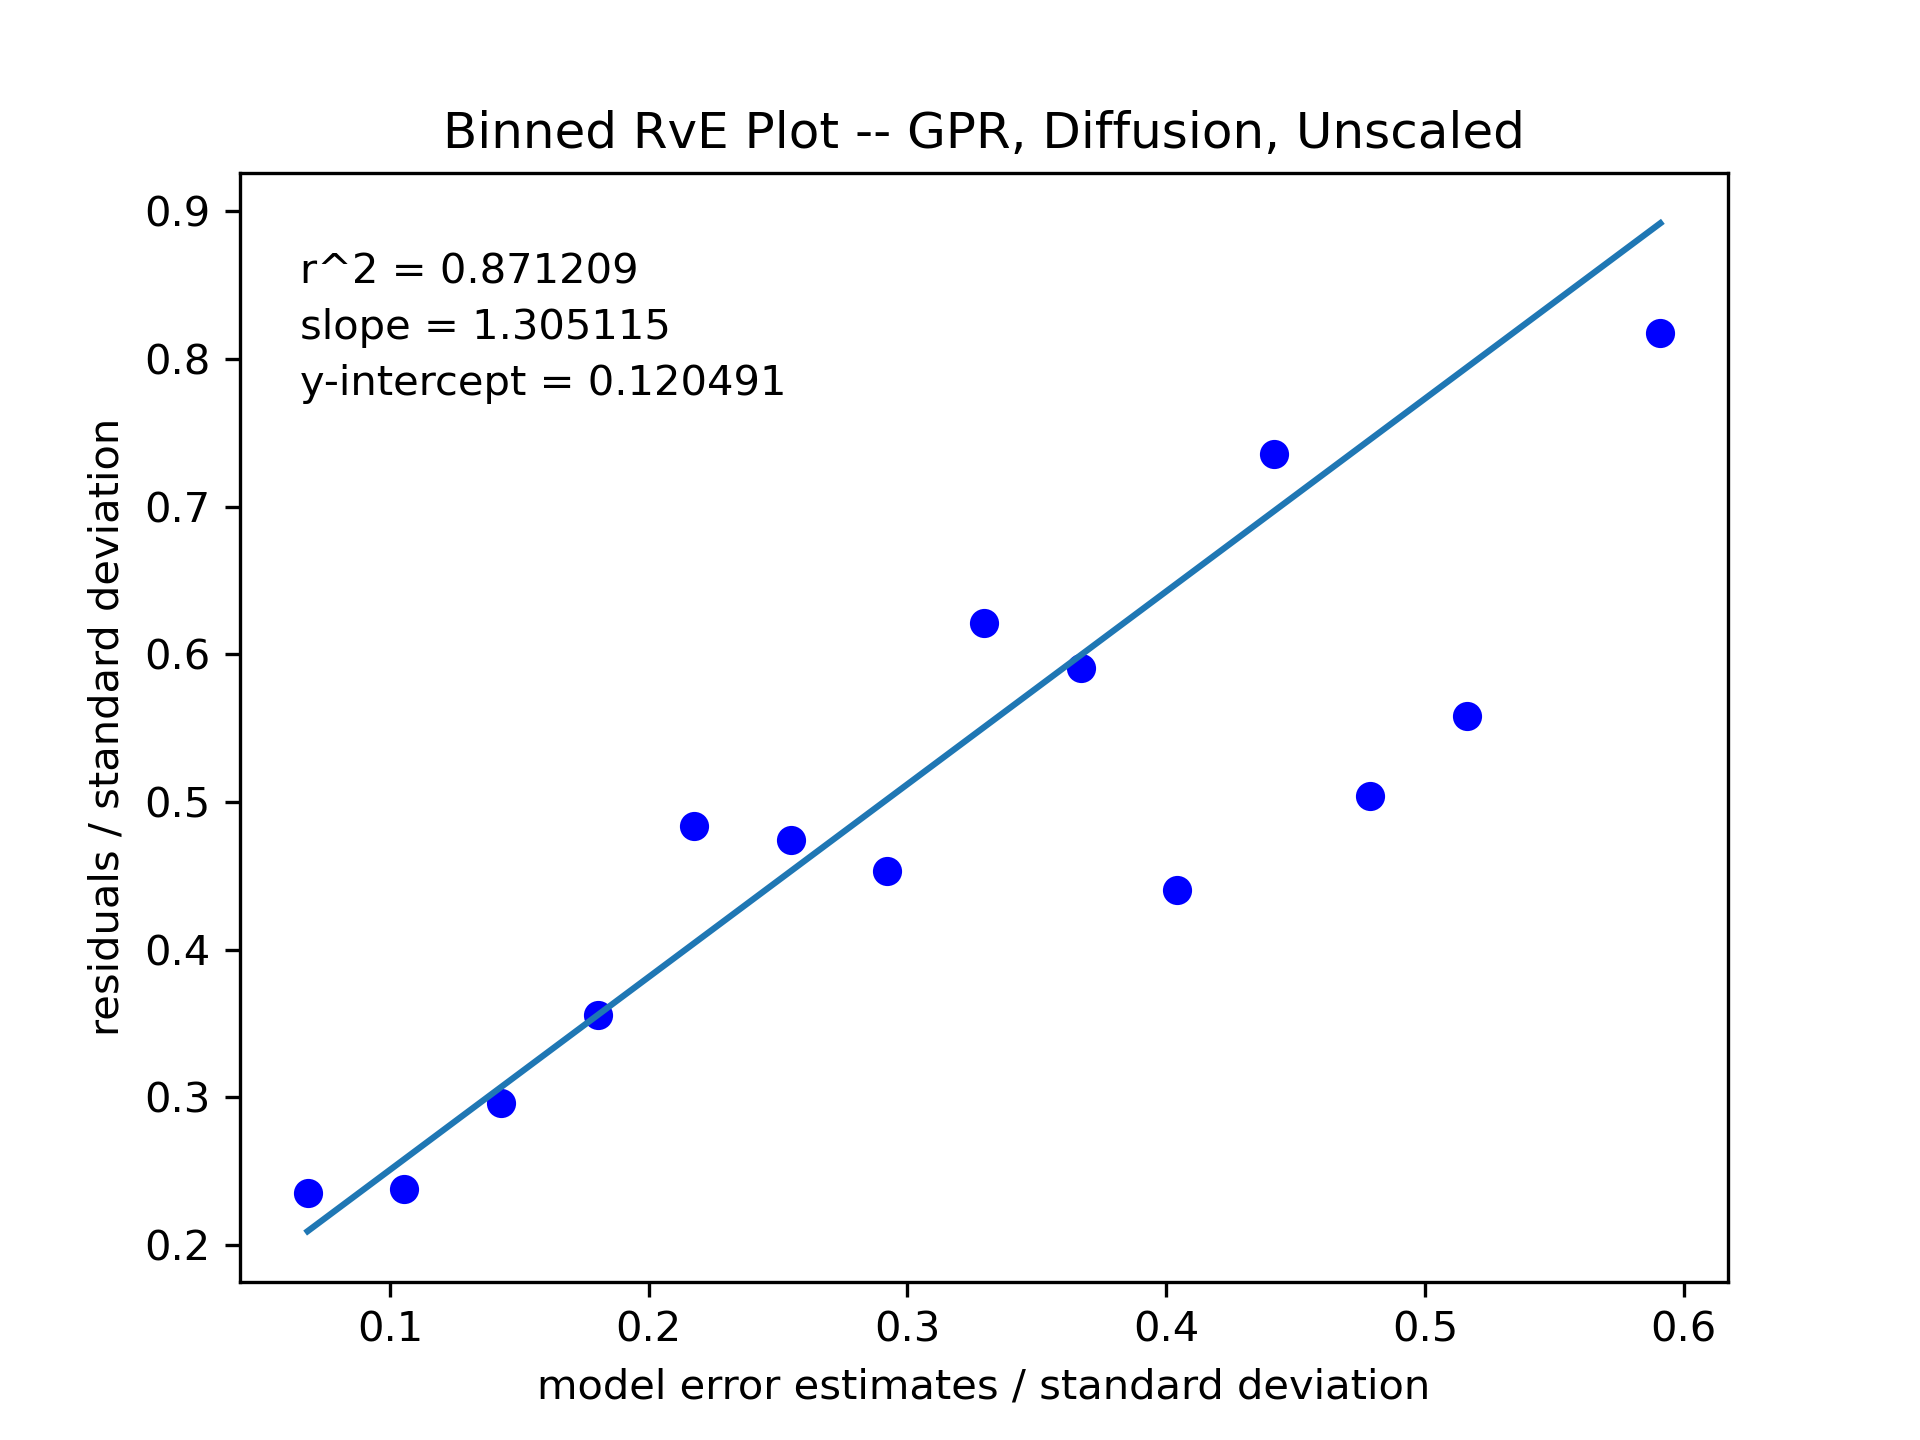 Binned RvE Plot -- GPR, Diffusion, Unscaled
r^2 = 0.871209
slope = 1.305115
y-intercept = 0.120491
residuals / standard deviation
0.9
0.8
0.7
0.6
0.5
0.4
0.3
0.2
0.1 0.2 0.3 0.4 0.5 0.6
model error estimates / standard deviation